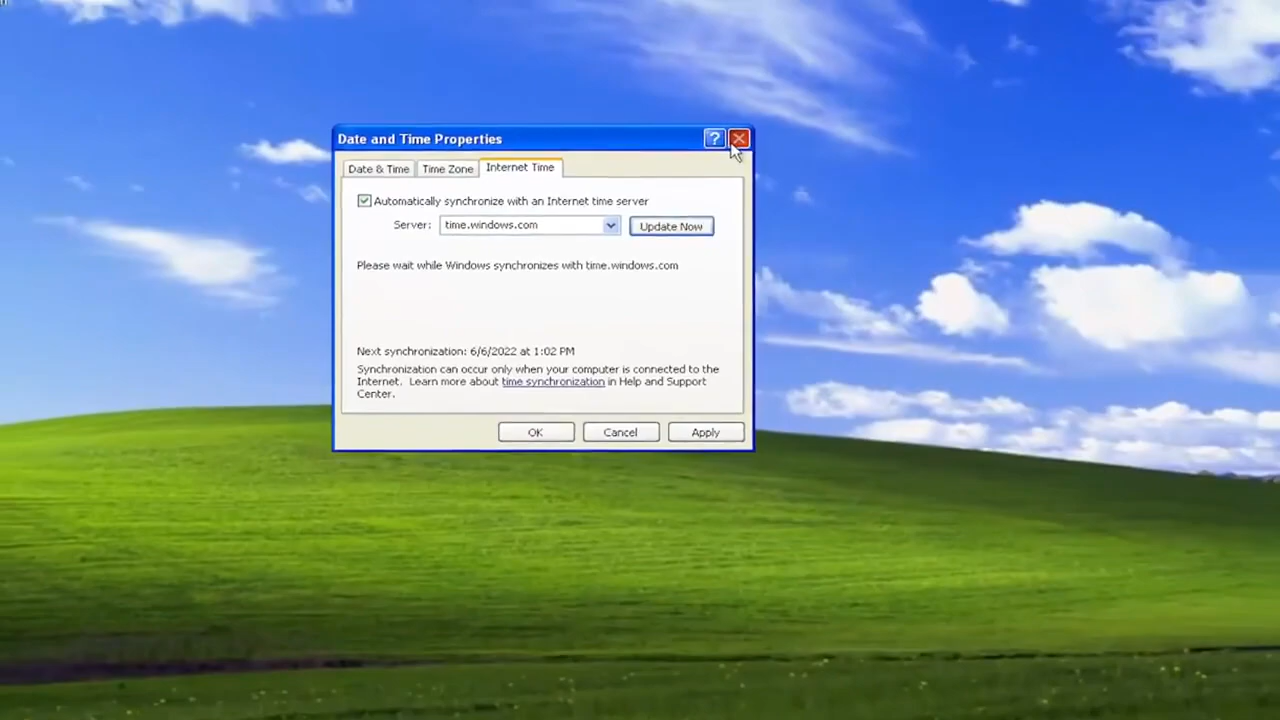 Date and Time Properties
Date & Time Time Zone Internet Time
Automatically synchronize with an Internet time server
Server: time.windows.com Update Now
Please wait while Windows synchronizes with time.windows.com
Next synchronization: 6/6/2022 at 1:02 PM
Synchronization can occur only when your computer is connected to the
Internet. Learn more about time synchronization in Help and Support
Center.
OK Cancel Apply